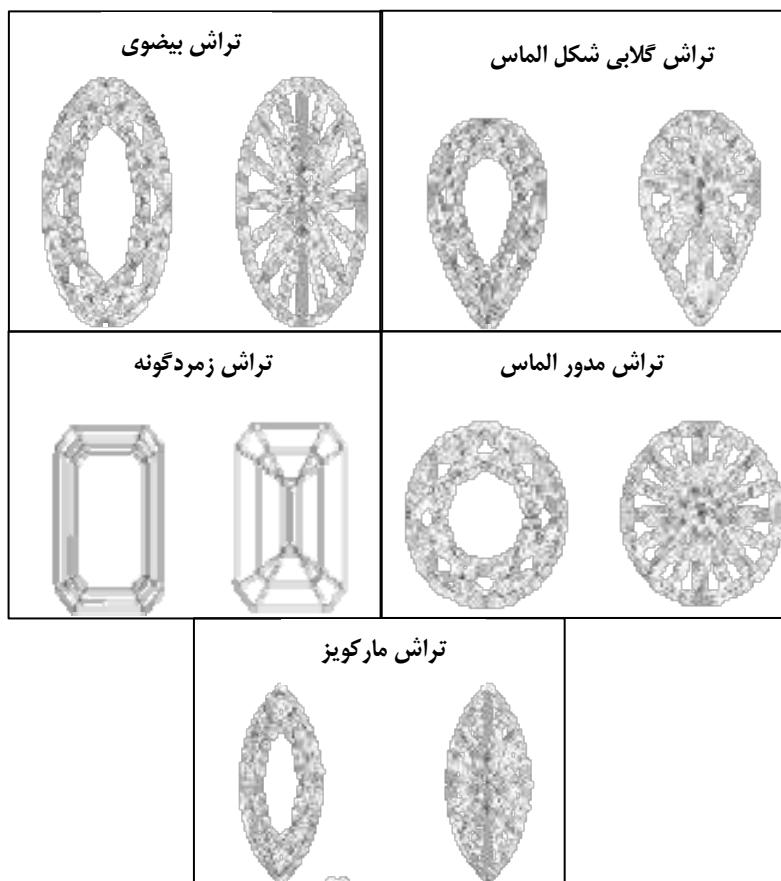 تراش گلابی شکل الماس
تراش بیضوی
تراش مدور الماس
تراش زمردگونه
تراش مارکویز